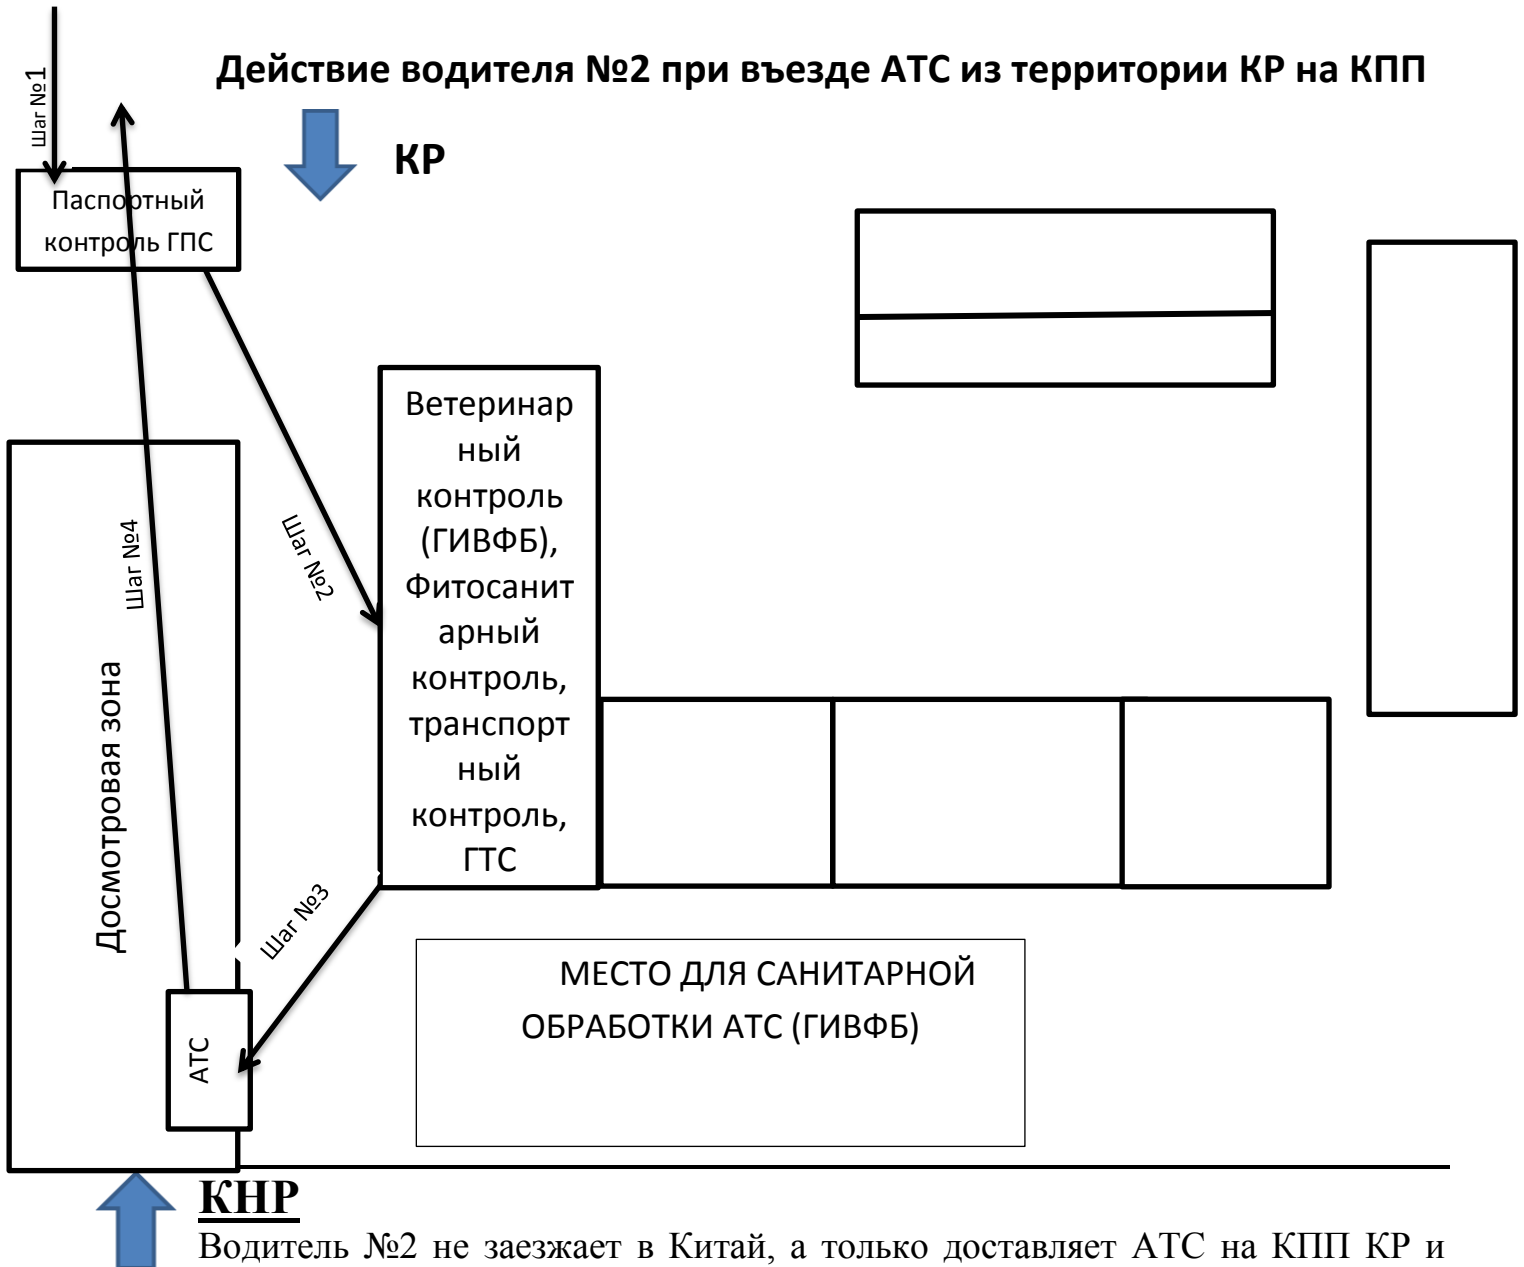 Шаг №1
Действие водителя №2 при въезде АТС из территории КР на КПП
КР
Паспортный
контроль ГПС
Ветеринар
ный
контроль
(ГИВФБ),
Фитосанит
арный
контроль,
транспорт
ный
контроль,
ГТС
Шаг №2
Шаг №4
Досмотровая зона
Шаг №3
АТС
МЕСТО ДЛЯ САНИТАРНОЙ
ОБРАБОТКИ АТС (ГИВФБ)
КНР
Водитель №2 не заезжает в Китай, а только доставляет АТС на КПП КР и